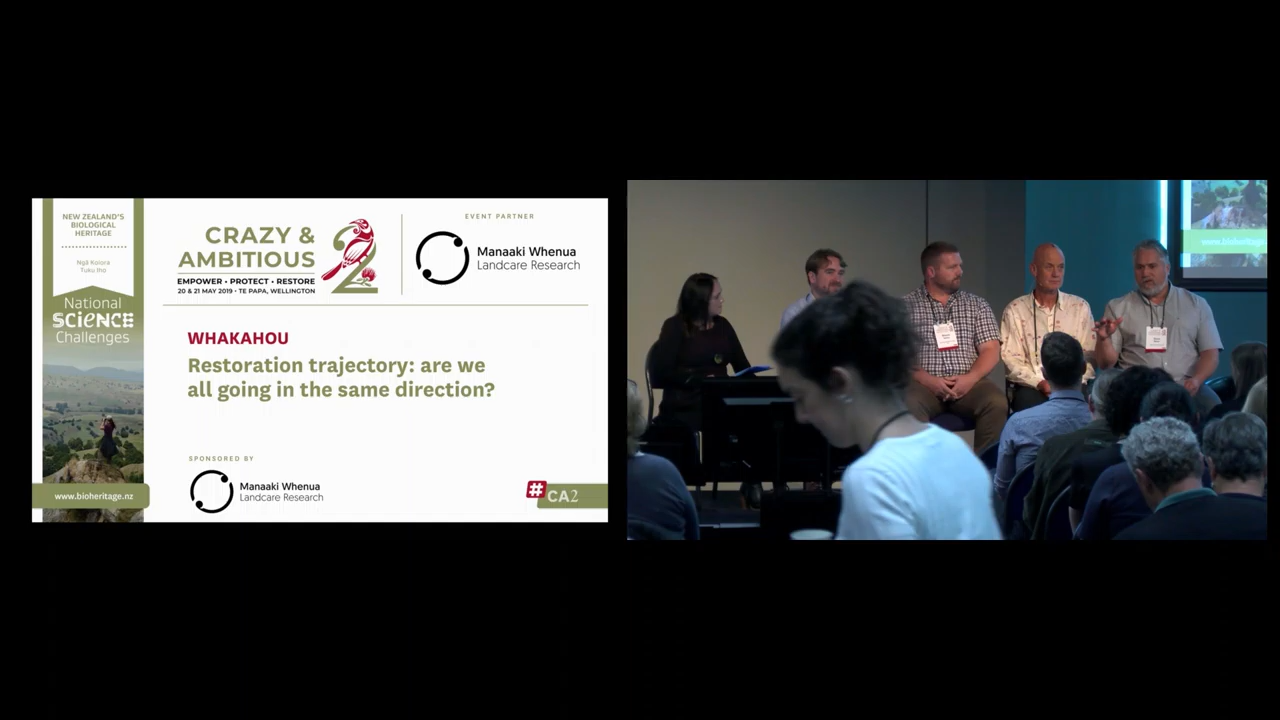 NEW ZEALAND'S
BIOLOGICAL
HERITAGE
Ngā Koiora
Tuku Iho
National
SCIENCE
Challenges
www.bioheritage.nz
CRAZY &
AMBITIOUS
2
EMPOWER • PROTECT • RESTORE
20 & 21 MAY 2019 • TE PAPA, WELLINGTON
EVENT PARTNER
Manaaki Whenua
Landcare Research
WHAKAHOU
Restoration trajectory: are we
all going in the same direction?
SPONSORED BY
Manaaki Whenua
Landcare Research
#CA2